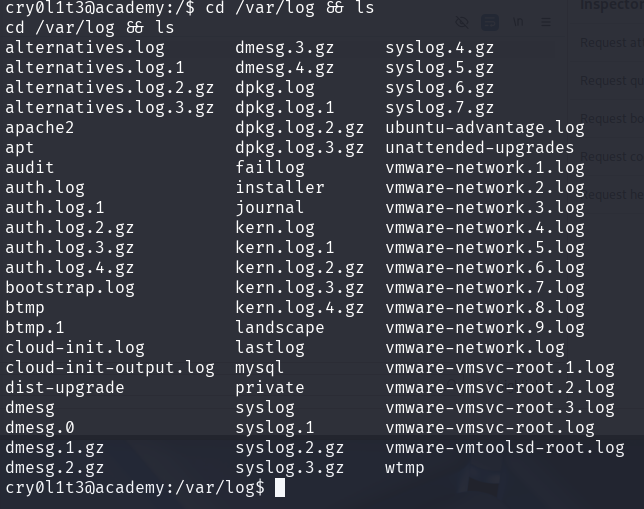 cry0l1t3@academy:/$ cd /var/log && ls
cd /var/log && ls
alternatives.log dmesg.3.gz syslog.4.gz
alternatives.log.1 dmesg.4.gz syslog.5.gz
alternatives.log.2.gz dpkg.log syslog.6.gz
alternatives.log.3.gz dpkg.log.1 syslog.7.gz
apache2 dpkg.log.2.gz ubuntu-advantage.log
apt dpkg.log.3.gz unattended-upgrades
audit faillog vmware-network.1.log
auth.log installer vmware-network.2.log
auth.log.1 journal vmware-network.3.log
auth.log.2.gz kern.log vmware-network.4.log
auth.log.3.gz kern.log.1 vmware-network.5.log
auth.log.4.gz kern.log.2.gz vmware-network.6.log
bootstrap.log kern.log.3.gz vmware-network.7.log
btmp kern.log.4.gz vmware-network.8.log
btmp.1 landscape vmware-network.9.log
cloud-init.log lastlog vmware-network.log
cloud-init-output.log mysql vmware-vmsvc-root.1.log
dist-upgrade private vmware-vmsvc-root.2.log
dmesg syslog vmware-vmsvc-root.3.log
dmesg.0 syslog.1 vmware-vmsvc-root.log
dmesg.1.gz syslog.2.gz vmware-vmtoolsd-root.log
dmesg.2.gz syslog.3.gz wtmp
cry0l1t3@academy:/var/log$
Inspector
Request
Request
Request
Request